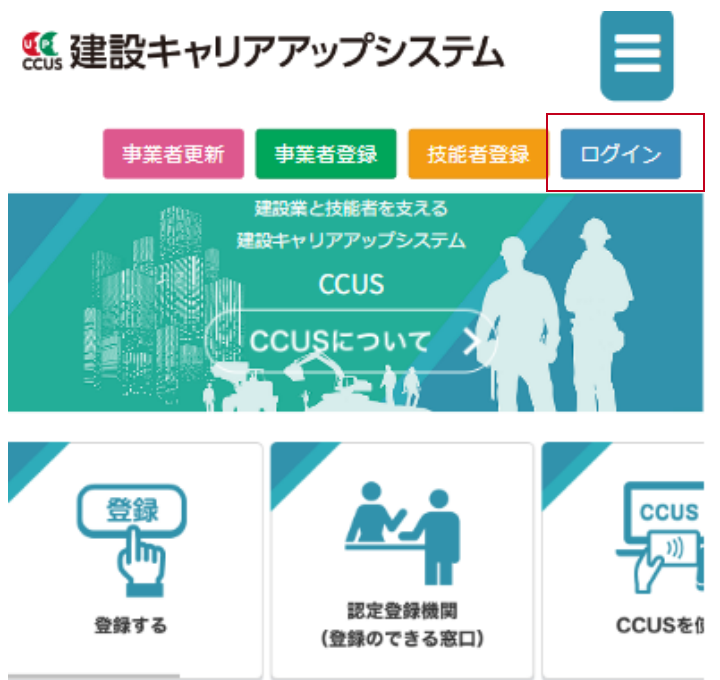 CCUS 建設キャリアアップシステム
事業者更新 事業者登録 技能者登録 ログイン
建設業と技能者を支える
建設キャリアアップシステム
CCUS
CCUSについて
登録
登録する
認定登録機関
(登録のできる窓口)
CCUS
CCUSを